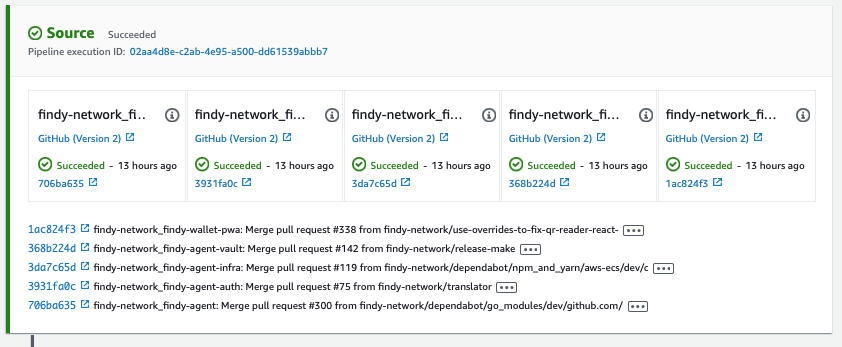 Source Succeeded
Pipeline execution ID: 02aa4d8e-c2ab-4e95-a500-dd61539abbb7
findy-network_fi...
GitHub (Version 2)
Succeeded - 13 hours ago
706ba635
findy-network_fi...
GitHub (Version 2)
Succeeded - 13 hours ago
3931fa0c
findy-network_fi...
GitHub (Version 2)
Succeeded - 13 hours ago
3da7c65d
findy-network_fi...
GitHub (Version 2)
Succeeded - 13 hours ago
368b224d
findy-network_fi...
GitHub (Version 2)
Succeeded - 13 hours ago
1ac824f3
1ac824f3 findy-network_findy-wallet-pwa: Merge pull request #338 from findy-network/use-overrides-to-fix-qr-reader-react-
368b224d findy-network_findy-agent-vault: Merge pull request #142 from findy-network/release-make
3da7c65d findy-network_findy-agent-infra: Merge pull request #119 from findy-network/dependabot/npm_and_yarn/aws-ecs/dev/c
3931fa0c findy-network_findy-agent-auth: Merge pull request #75 from findy-network/translator
706ba635 findy-network_findy-agent: Merge pull request #300 from findy-network/dependabot/go_modules/dev/github.com/